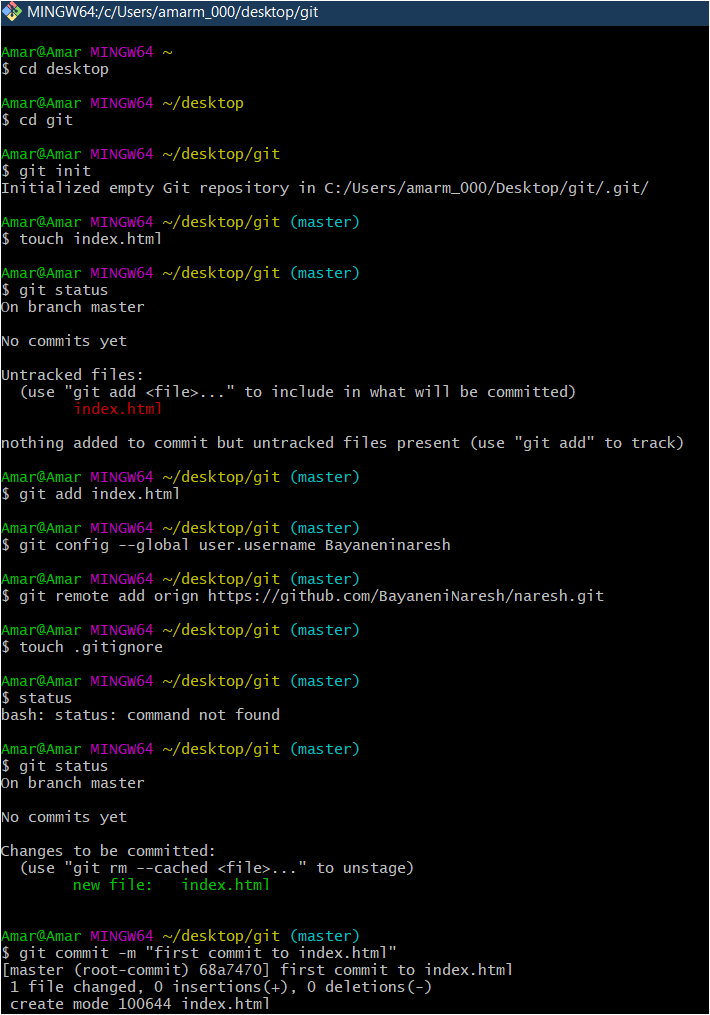 MINGW64:/c/Users/amarm_000/desktop/git
Amar@Amar MINGW64 ~
$ cd desktop
Amar@Amar MINGW64 ~/desktop
$ cd git
Amar@Amar MINGW64 ~/desktop/git
$ git init
Initialized empty Git repository in C:/Users/amarm_000/Desktop/git/.git/
Amar@Amar MINGW64 ~/desktop/git (master)
$ touch index.html
Amar@Amar MINGW64 ~/desktop/git (master)
$ git status
On branch master
No commits yet
Untracked files:
  (use "git add <file>..." to include in what will be committed)
        index.html
nothing added to commit but untracked files present (use "git add" to track)
Amar@Amar MINGW64 ~/desktop/git (master)
$ git add index.html
Amar@Amar MINGW64 ~/desktop/git (master)
$ git config --global user.username Bayaneninaresh
Amar@Amar MINGW64 ~/desktop/git (master)
$ git remote add orign https://github.com/BayaneniNaresh/naresh.git
Amar@Amar MINGW64 ~/desktop/git (master)
$ touch .gitignore
Amar@Amar MINGW64 ~/desktop/git (master)
$ status
bash: status: command not found
Amar@Amar MINGW64 ~/desktop/git (master)
$ git status
On branch master
No commits yet
Changes to be committed:
  (use "git rm --cached <file>..." to unstage)
        new file:   index.html
Amar@Amar MINGW64 ~/desktop/git (master)
$ git commit -m "first commit to index.html"
[master (root-commit) 68a7470] first commit to index.html
 1 file changed, 0 insertions(+), 0 deletions(-)
 create mode 100644 index.html